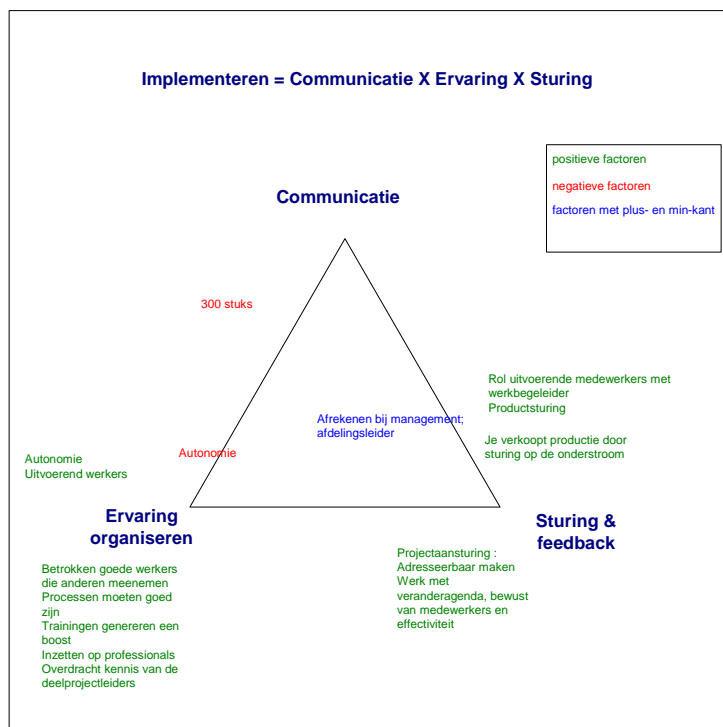 Implementeren = Communicatie X Ervaring X Sturing
positieve factoren
negatieve factoren
factoren met plus- en min-kant
Communicatie
300 stuks
Rol uitvoerende medewerkers met
werkbegeleider
Productsturing
Je verkoopt productie door
sturing op de onderstroom
Afrekenen bij management;
afdelingsleider
Autonomie
Autonomie
Uitvoerend werkers
Ervaring
organiseren
Sturing &
feedback
Betrokken goede werkers
die anderen meenemen
Processen moeten goed
zijn
Trainingen genereren een
boost
Inzetten op professionals
Overdracht kennis van de
deelprojectleiders
Projectaansturing :
Adresseerbaar maken
Werk met
veranderagenda, bewust
van medewerkers en
effectiviteit